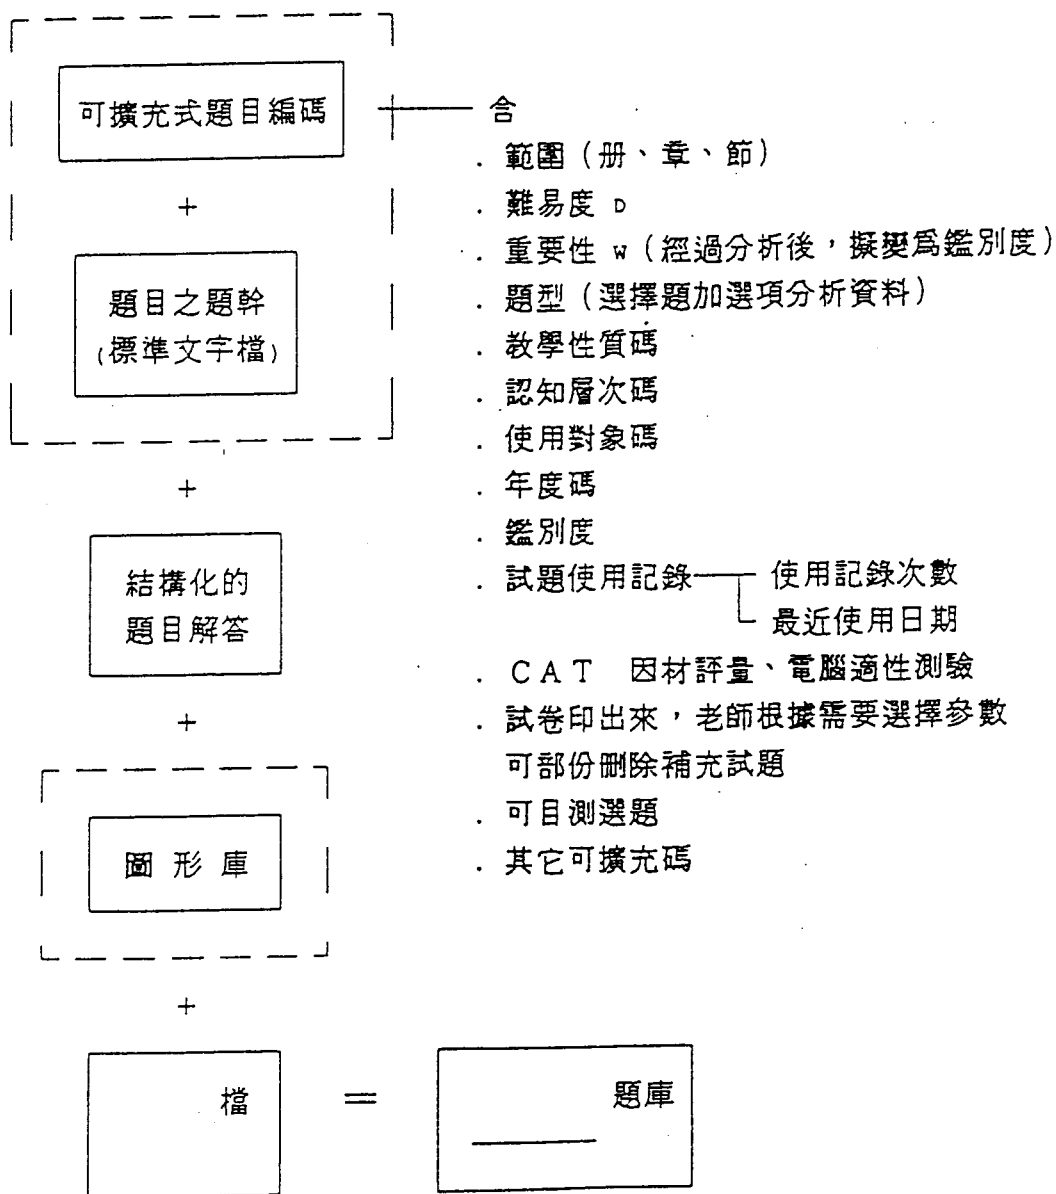 可擴充式題目編碼
+
題目之題幹
(標準文字檔)
+
結構化的
題目解答
+
圖形庫
+
檔
=
題庫
含
. 範圍(册、章、節)
. 難易度 D
. 重要性 w(經過分析後,擬變爲鑑別度)
. 題型(選擇題加選項分析資料)
. 教學性質碼
. 認知層次碼
. 使用對象碼
. 年度碼
. 鑑別度
. 試題使用記錄
使用記錄次數
最近使用日期
. CAT 因材評量、電腦適性測驗
. 試卷印出來,老師根據需要選擇參數
可部份刪除補充試題
. 可目測選題
. 其它可擴充碼